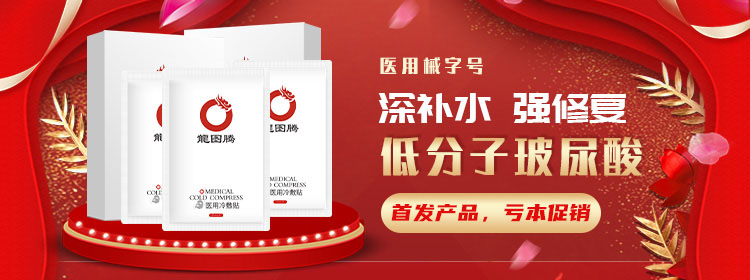 龍图腾
MEDICAL
COLD COMPRESS
医用冷敷贴
医用械字号
深补水 强修复
低分子玻尿酸
首发产品，亏本促销